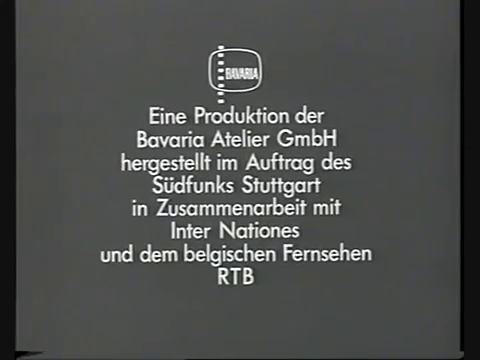 BAVARIA
Eine Produktion der
Bavaria Atelier GmbH
hergestellt im Auftrag des
Südfunks Stuttgart
in Zusammenarbeit mit
Inter Nationes
und dem belgischen Fernsehen
RTB